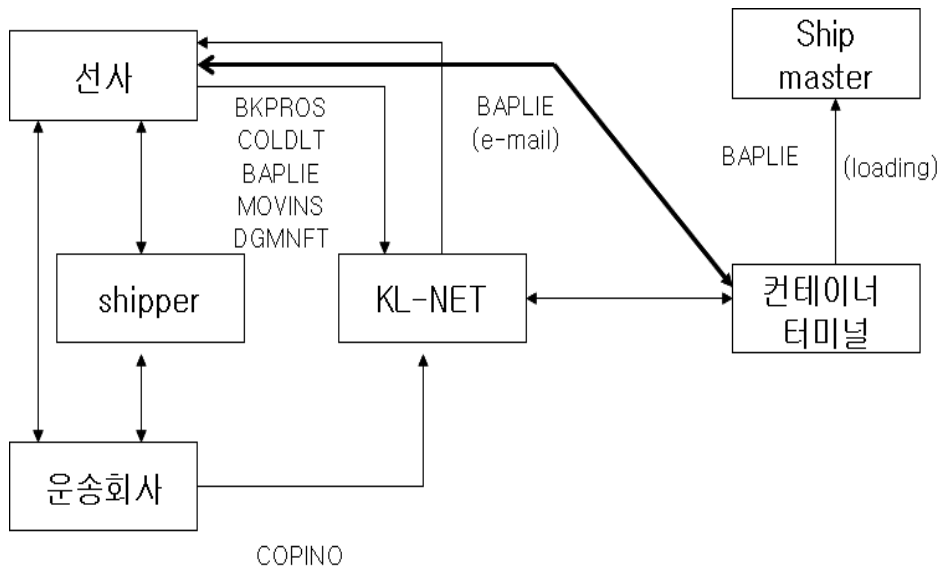 선사
Ship
master
BKPROS
COLDLT
BAPLIE
MOVINS
DGMNFT
BAPLIE
(e-mail)
BAPLIE
(loading)
shipper
KL-NET
컨테이너
터미널
운송회사
COPINO